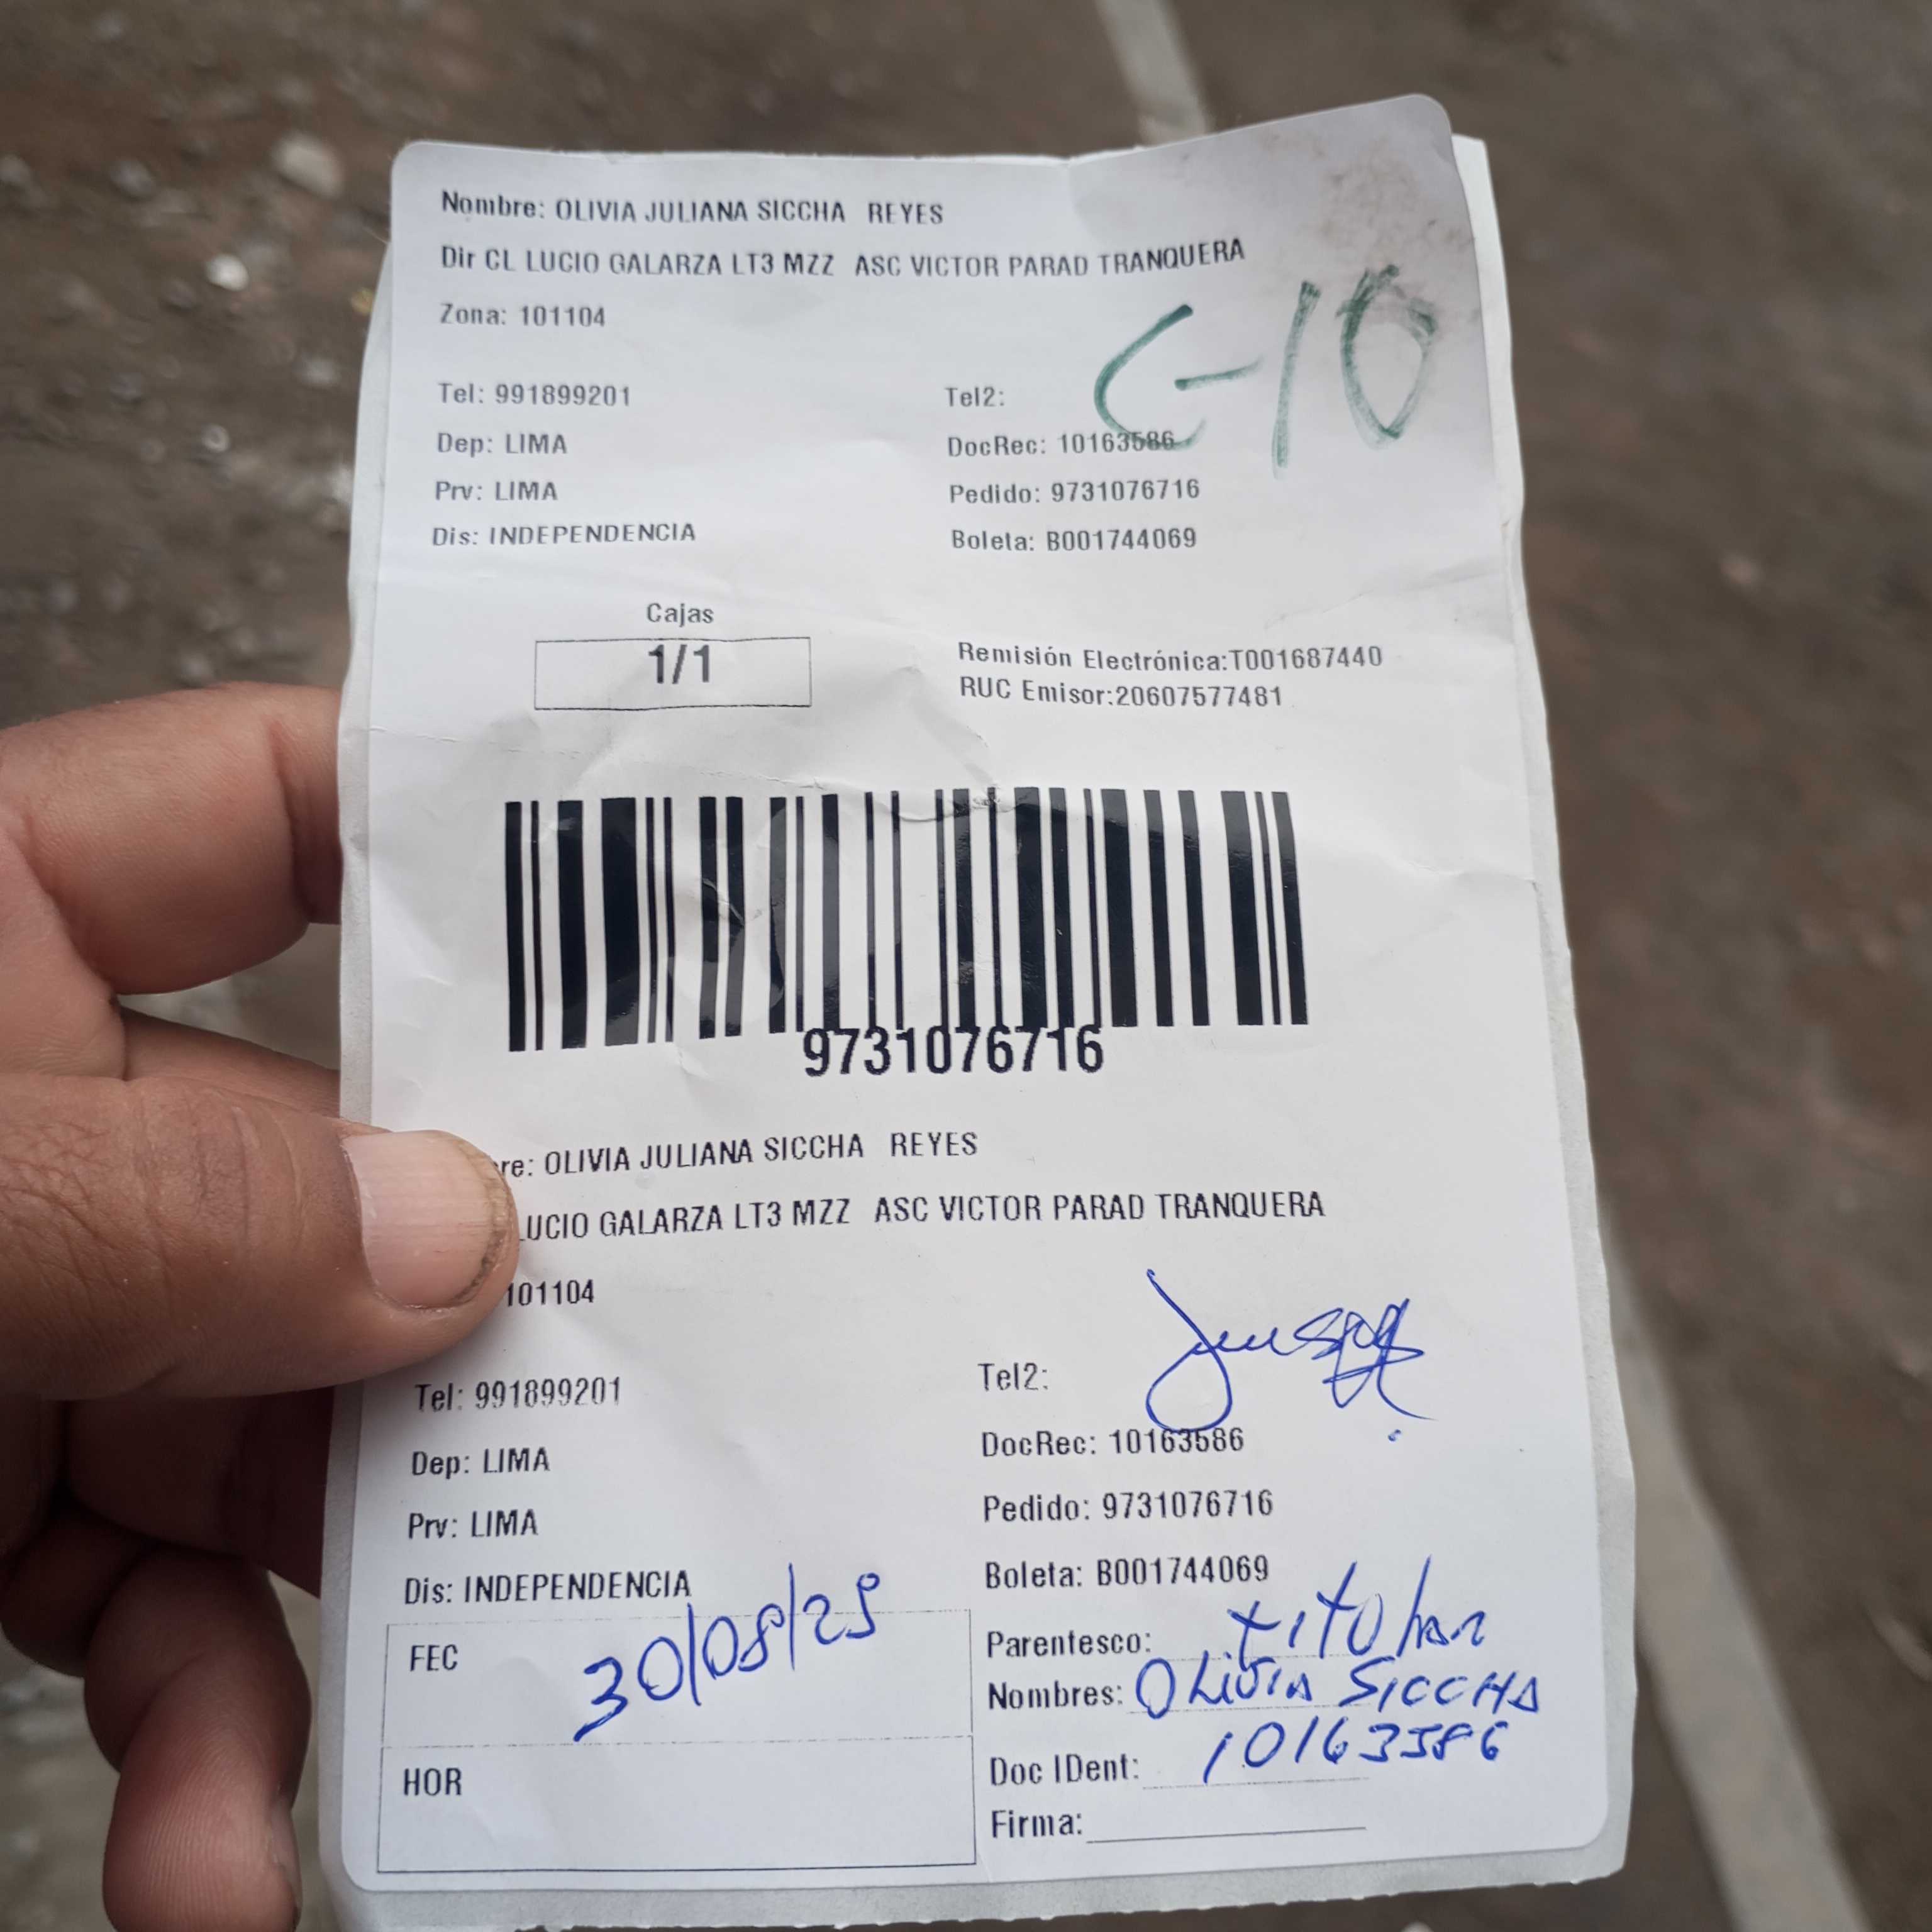 Nombre: OLIVIA JULIANA SICCHA REYES
Dir CL LUCIO GALARZA LT3 MZZ ASC VICTOR PARAD TRANQUERA
Zona: 101104
C-10
Tel: 991899201 Tel2:
Dep: LIMA DocRec: 10163586
Prv: LIMA Pedido: 9731076716
Dis: INDEPENDENCIA Boleta: B001744069
Cajas
1/1
Remisión Electrónica:T001687440
RUC Emisor:20607577481
9731076716
re: OLIVIA JULIANA SICCHA REYES
LUCIO GALARZA LT3 MZZ ASC VICTOR PARAD TRANQUERA
101104
Tel: 991899201 Tel2:
Dep: LIMA DocRec: 10163586
Prv: LIMA Pedido: 9731076716
Dis: INDEPENDENCIA Boleta: B001744069
FEC 30/08/25
Parentesco: titular
Nombres: OLIVIA SICCHA
HOR
Doc IDent: 10163586
Firma: